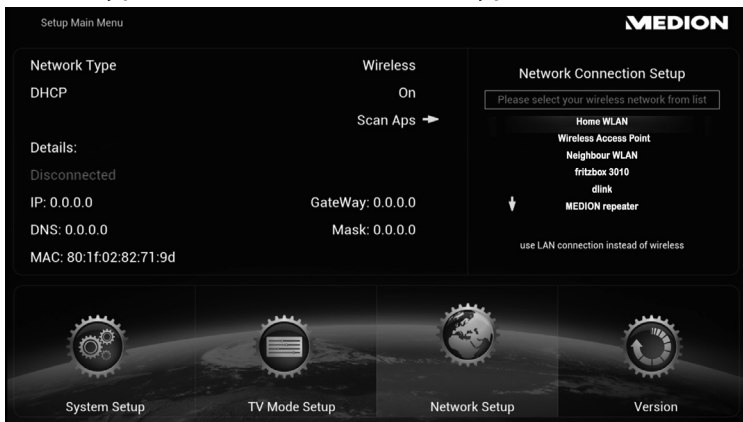 Setup Main Menu
MEDION
Network Type Wireless
DHCP On
Scan Aps
Details:
Disconnected
IP: 0.0.0.0 GateWay: 0.0.0.0
DNS: 0.0.0.0 Mask: 0.0.0.0
MAC: 80:1f:02:82:71:9d
Network Connection Setup
Please select your wireless network from list
Home WLAN
Wireless Access Point
Neighbour WLAN
fritzbox 3010
dlink
MEDION repeater
use LAN connection instead of wireless
System Setup
TV Mode Setup
Network Setup
Version